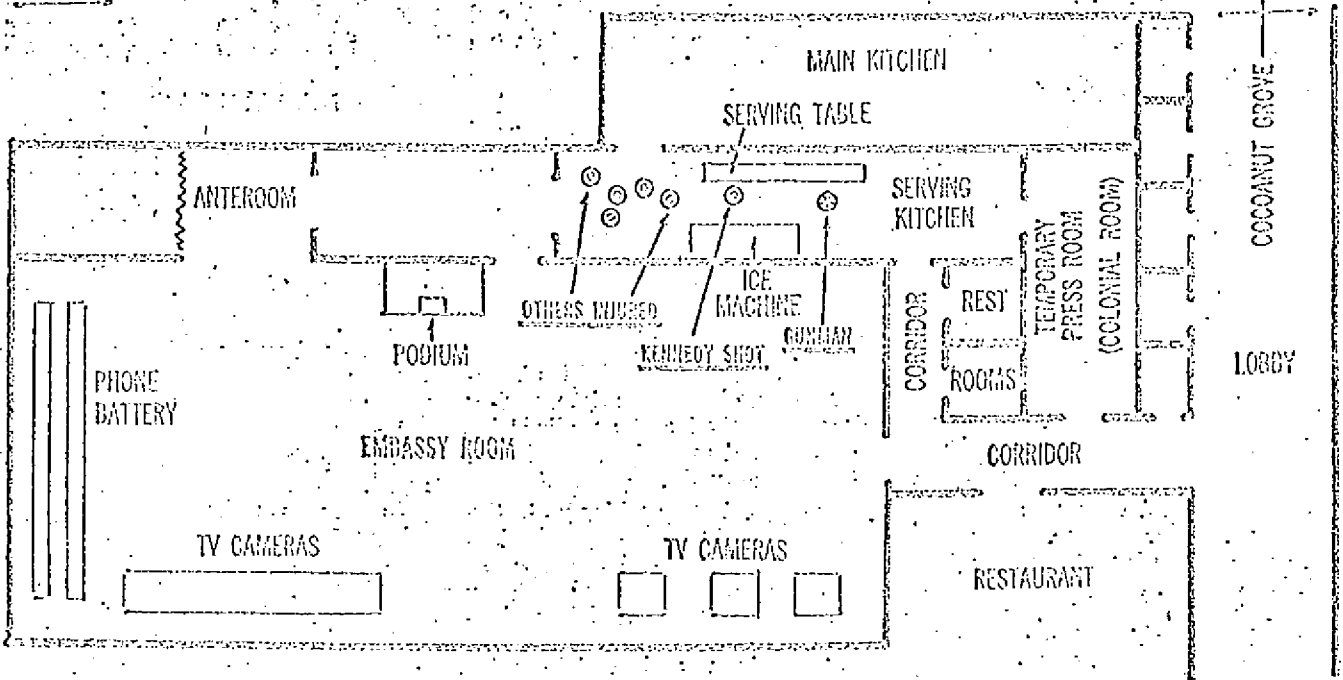 MAIN KITCHEN
SERVING TABLE
COCOANUT GROVE
ANTEROOM
SERVING
KITCHEN
TEMPORARY
PRESS ROOM
(COLONIAL ROOM)
OTHERS INJURED
ICE
MACHINE
CORRIDOR
REST
ROOMS
PODIUM
KENNEDY SHOT
GUNMAN
LOBBY
PHONE
BATTERY
EMBASSY ROOM
CORRIDOR
TV CAMERAS
TV CAMERAS
RESTAURANT